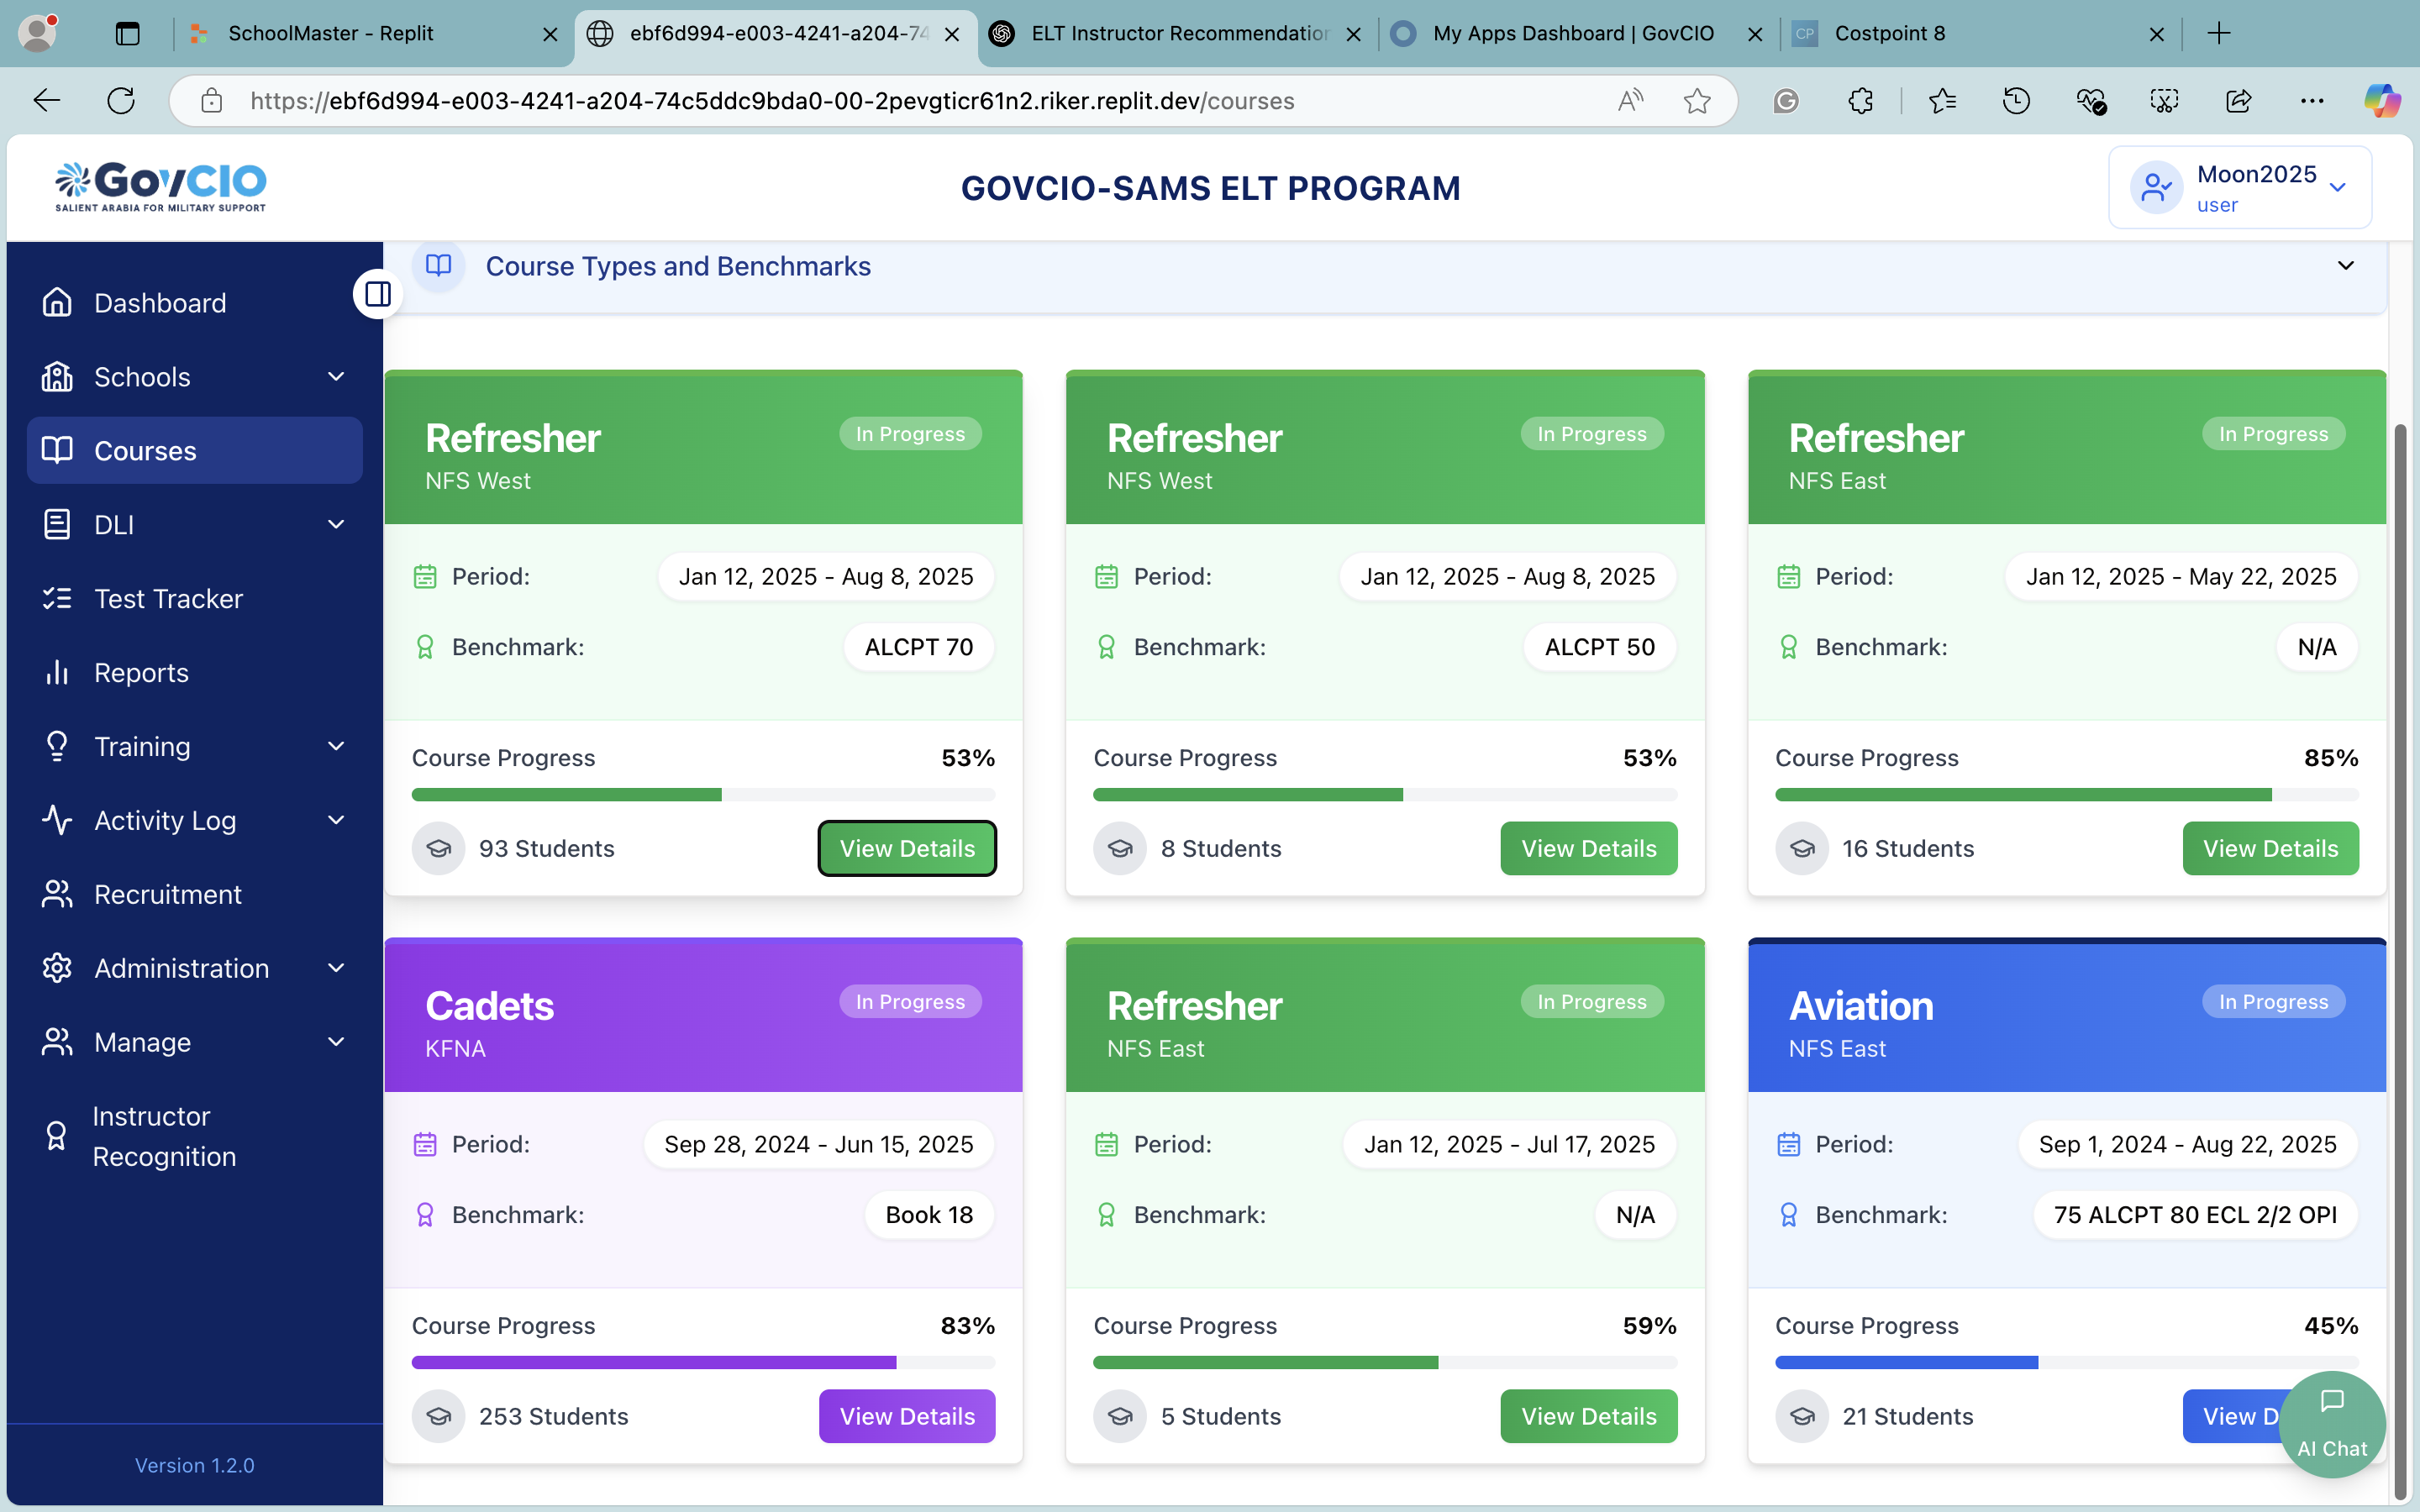 SchoolMaster - Replit
ebf6d994-e003-4241-a204-74
ELT Instructor Recommendation
My Apps Dashboard | GovCIO
CP
Costpoint 8
https://ebf6d994-e003-4241-a204-74c5ddc9bda0-00-2pevgticr61n2.riker.replit.dev/courses
GovCIO
SALIENT ARABIA FOR MILITARY SUPPORT
GOVCIO-SAMS ELT PROGRAM
Moon2025
user
Dashboard
Schools
Courses
DLI
Test Tracker
Reports
Training
Activity Log
Recruitment
Administration
Manage
Instructor
Recognition
Version 1.2.0
Course Types and Benchmarks
Refresher
In Progress
NFS West
Period:
Jan 12, 2025 - Aug 8, 2025
Benchmark:
ALCPT 70
Course Progress
53%
93 Students
View Details
Refresher
In Progress
NFS West
Period:
Jan 12, 2025 - Aug 8, 2025
Benchmark:
ALCPT 50
Course Progress
53%
8 Students
View Details
Refresher
In Progress
NFS East
Period:
Jan 12, 2025 - May 22, 2025
Benchmark:
N/A
Course Progress
85%
16 Students
View Details
Cadets
In Progress
KFNA
Period:
Sep 28, 2024 - Jun 15, 2025
Benchmark:
Book 18
Course Progress
83%
253 Students
View Details
Refresher
In Progress
NFS East
Period:
Jan 12, 2025 - Jul 17, 2025
Benchmark:
N/A
Course Progress
59%
5 Students
View Details
Aviation
In Progress
NFS East
Period:
Sep 1, 2024 - Aug 22, 2025
Benchmark:
75 ALCPT 80 ECL 2/2 OPI
Course Progress
45%
21 Students
View D
AI Chat